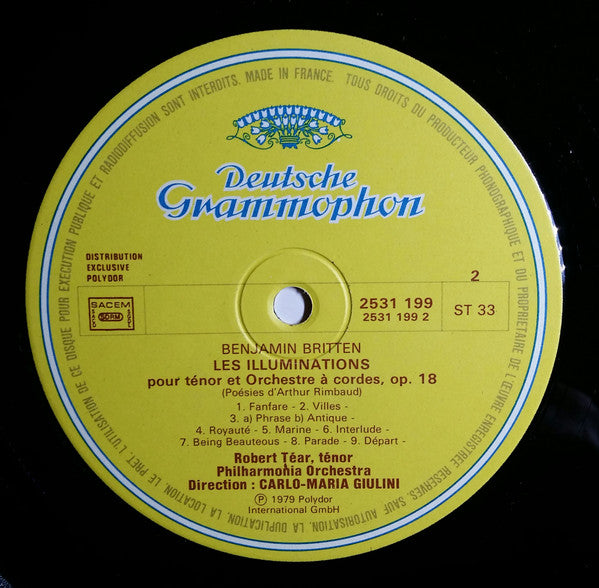 TOUS DROITS DU PRODUCTEUR PHONOGRAPHIQUE ET DU PROPRIETAIRE DE L'ŒUVRE ENREGISTREE RESERVES. SAUF AUTORISATION, LA DUPLICATION, LA LOCATION, LE PRET, L'UTILISATION DE CE DISQUE POUR EXECUTION PUBLIQUE ET RADIODIFFUSION SONT INTERDITS. MADE IN FRANCE.
Deutsche
Grammophon
DISTRIBUTION
EXCLUSIVE
POLYDOR
2
SACEM
SACD SDRM SGDL
2531 199
2531 199 2
ST 33
BENJAMIN BRITTEN
LES ILLUMINATIONS
pour ténor et Orchestre à cordes, op. 18
(Poésies d'Arthur Rimbaud)
1. Fanfare - 2. Villes -
3. a) Phrase b) Antique -
4. Royauté - 5. Marine - 6. Interlude -
7. Being Beauteous - 8. Parade - 9. Départ -
Robert Téar, ténor
Philharmonia Orchestra
Direction : CARLO-MARIA GIULINI
Ⓟ 1979 Polydor
International GmbH